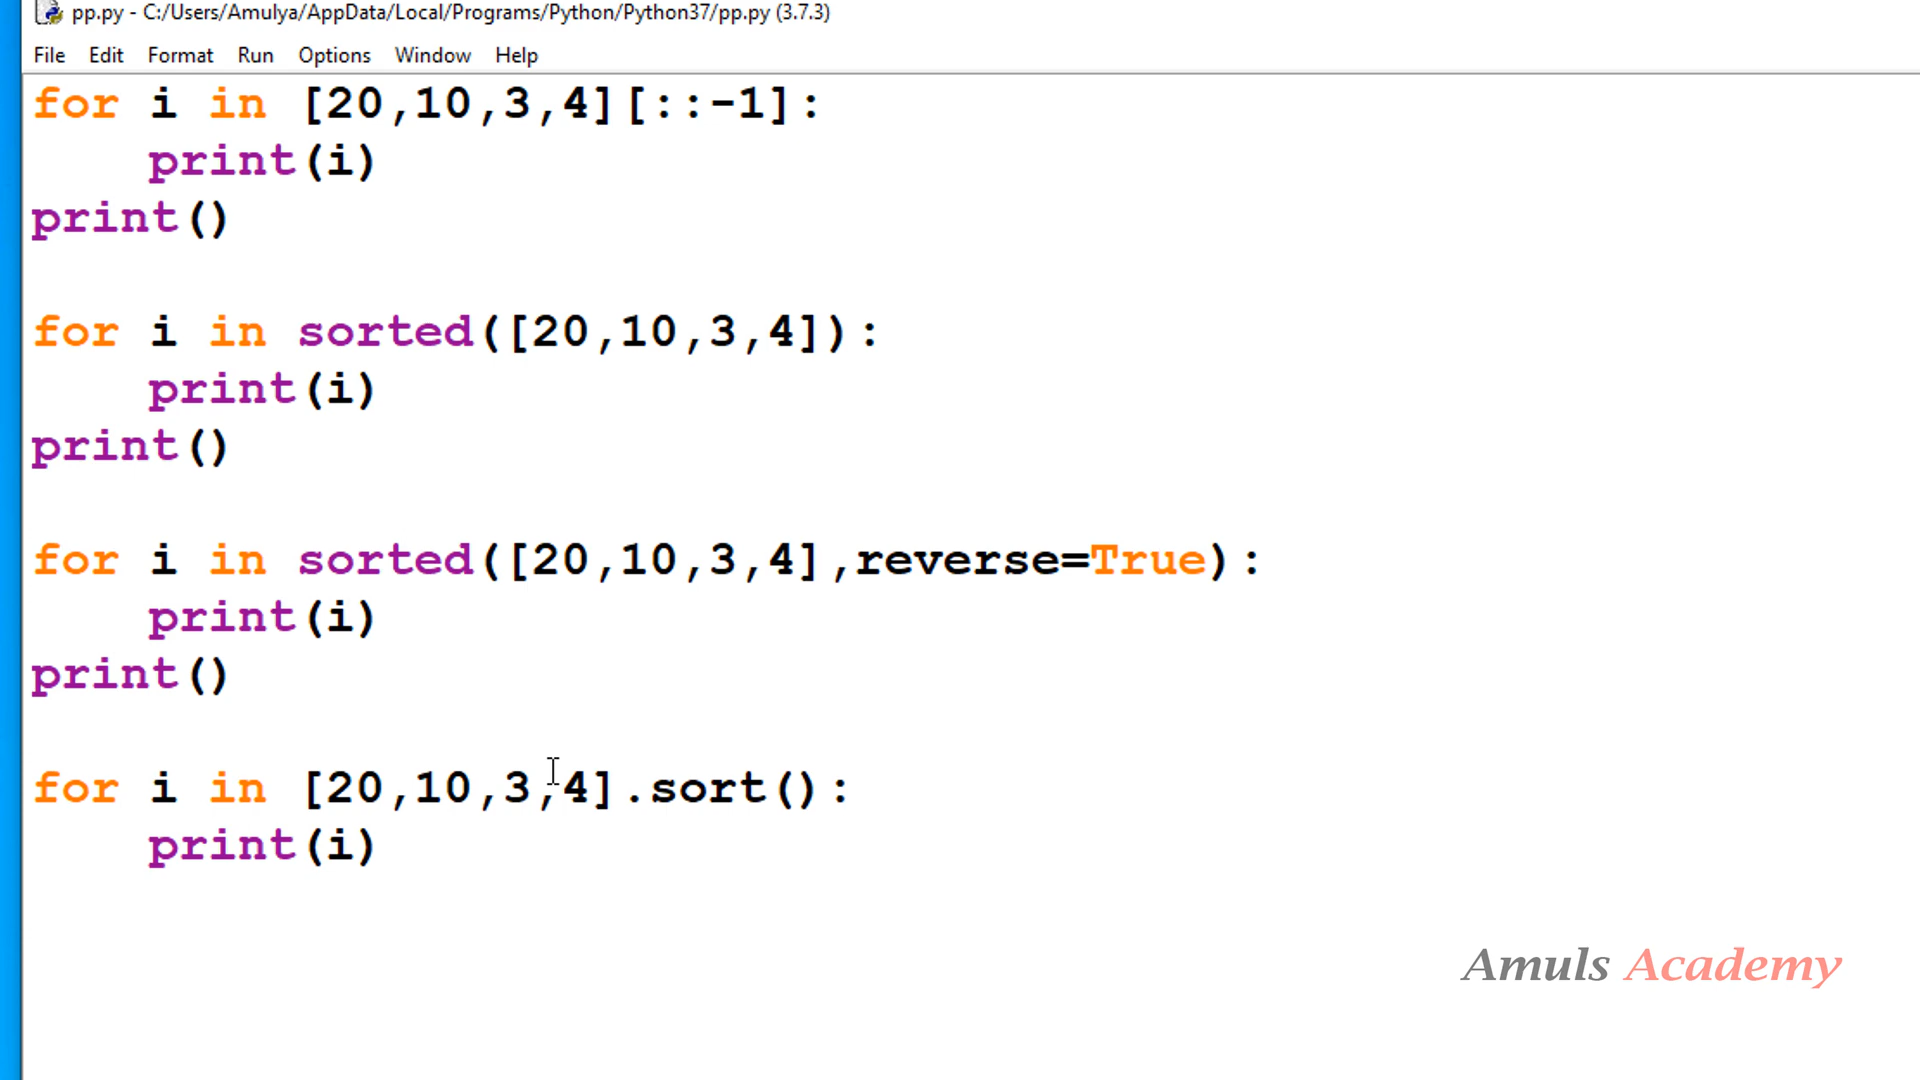 pp.py - C:/Users/Amulya/AppData/Local/Programs/Python/Python37/pp.py (3.7.3)
File Edit Format Run Options Window Help
for i in [20,10,3,4][::-1]:
    print(i)
print()
for i in sorted([20,10,3,4]):
    print(i)
print()
for i in sorted([20,10,3,4],reverse=True):
    print(i)
print()
for i in [20,10,3,4].sort():
    print(i)
Amuls Academy